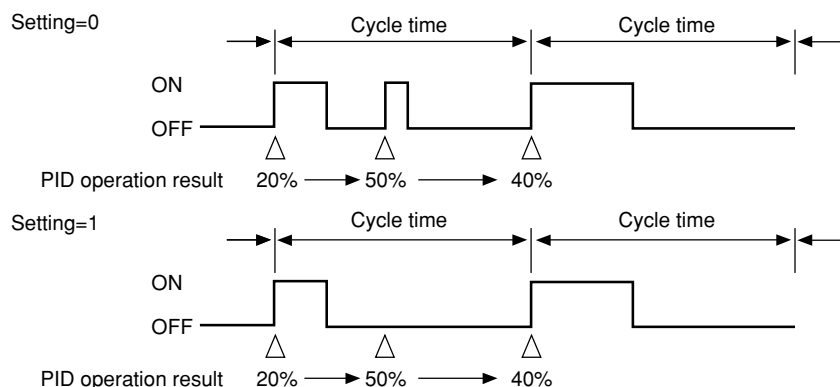 Setting=0
Cycle time Cycle time
ON
OFF
PID operation result 20% 50% 40%
Setting=1
Cycle time Cycle time
ON
OFF
PID operation result 20% 50% 40%